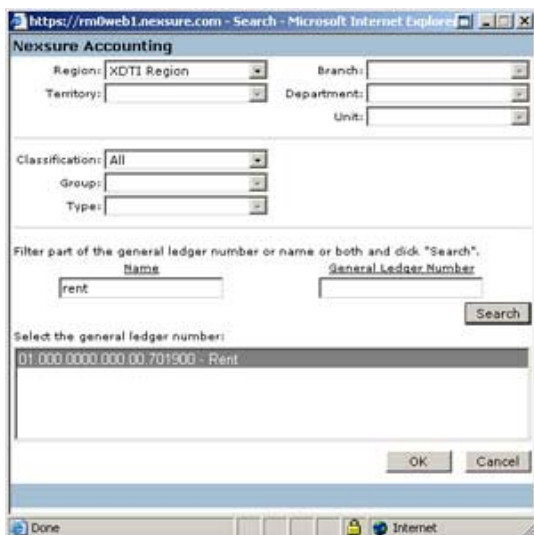 https://rm0web1.nexsure.com - Search - Microsoft Internet Explorer
Nexsure Accounting
Region: XDTI Region
Branch:
Territory:
Department:
Unit:
Classification: All
Group:
Type:
Filter part of the general ledger number or name or both and click "Search".
Name
General Ledger Number
rent
Search
Select the general ledger number:
01.000.0000.000.00.701900 - Rent
OK Cancel
Done
Internet